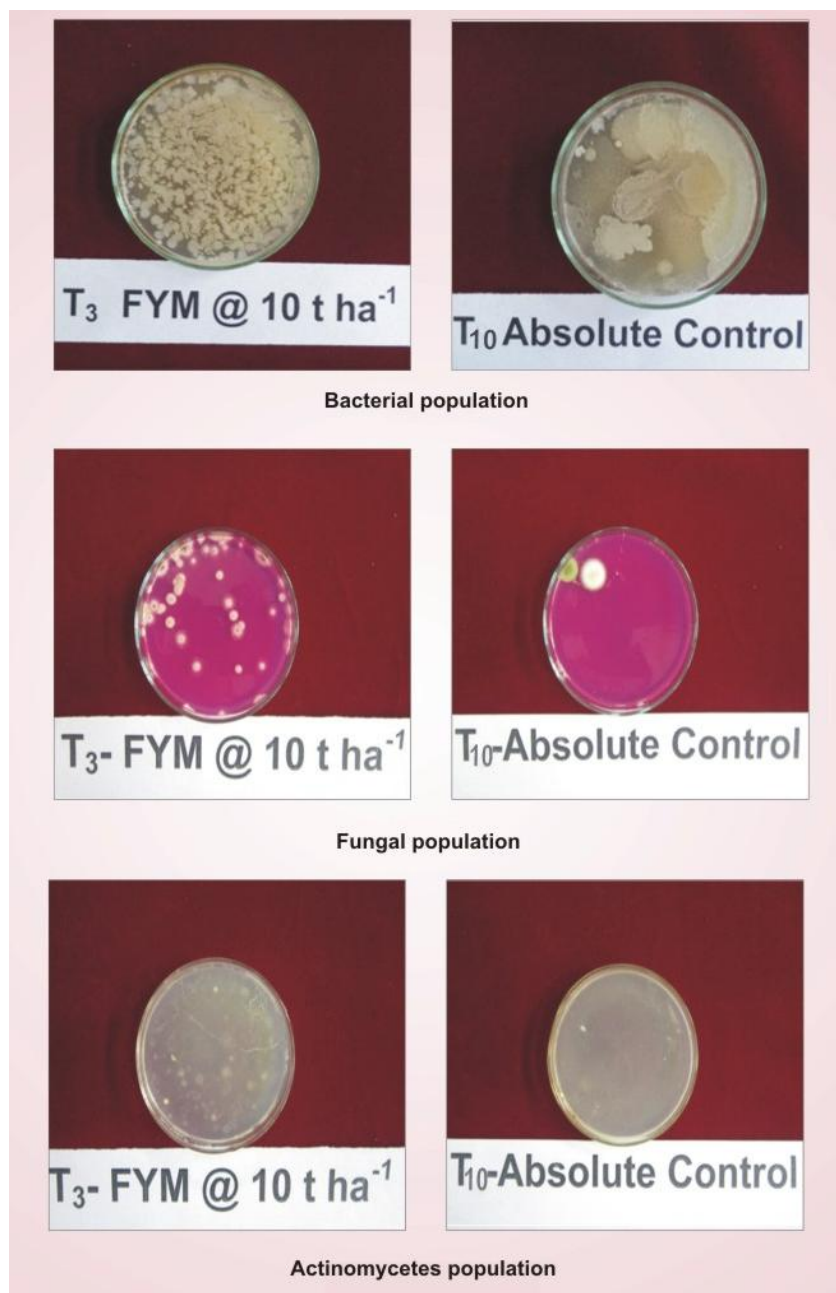 T₃ FYM @ 10 t ha⁻¹
T₁₀ Absolute Control
Bacterial population
T₃- FYM @ 10 t ha⁻¹
T₁₀-Absolute Control
Fungal population
T₃- FYM @ 10 t ha⁻¹
T₁₀-Absolute Control
Actinomycetes population